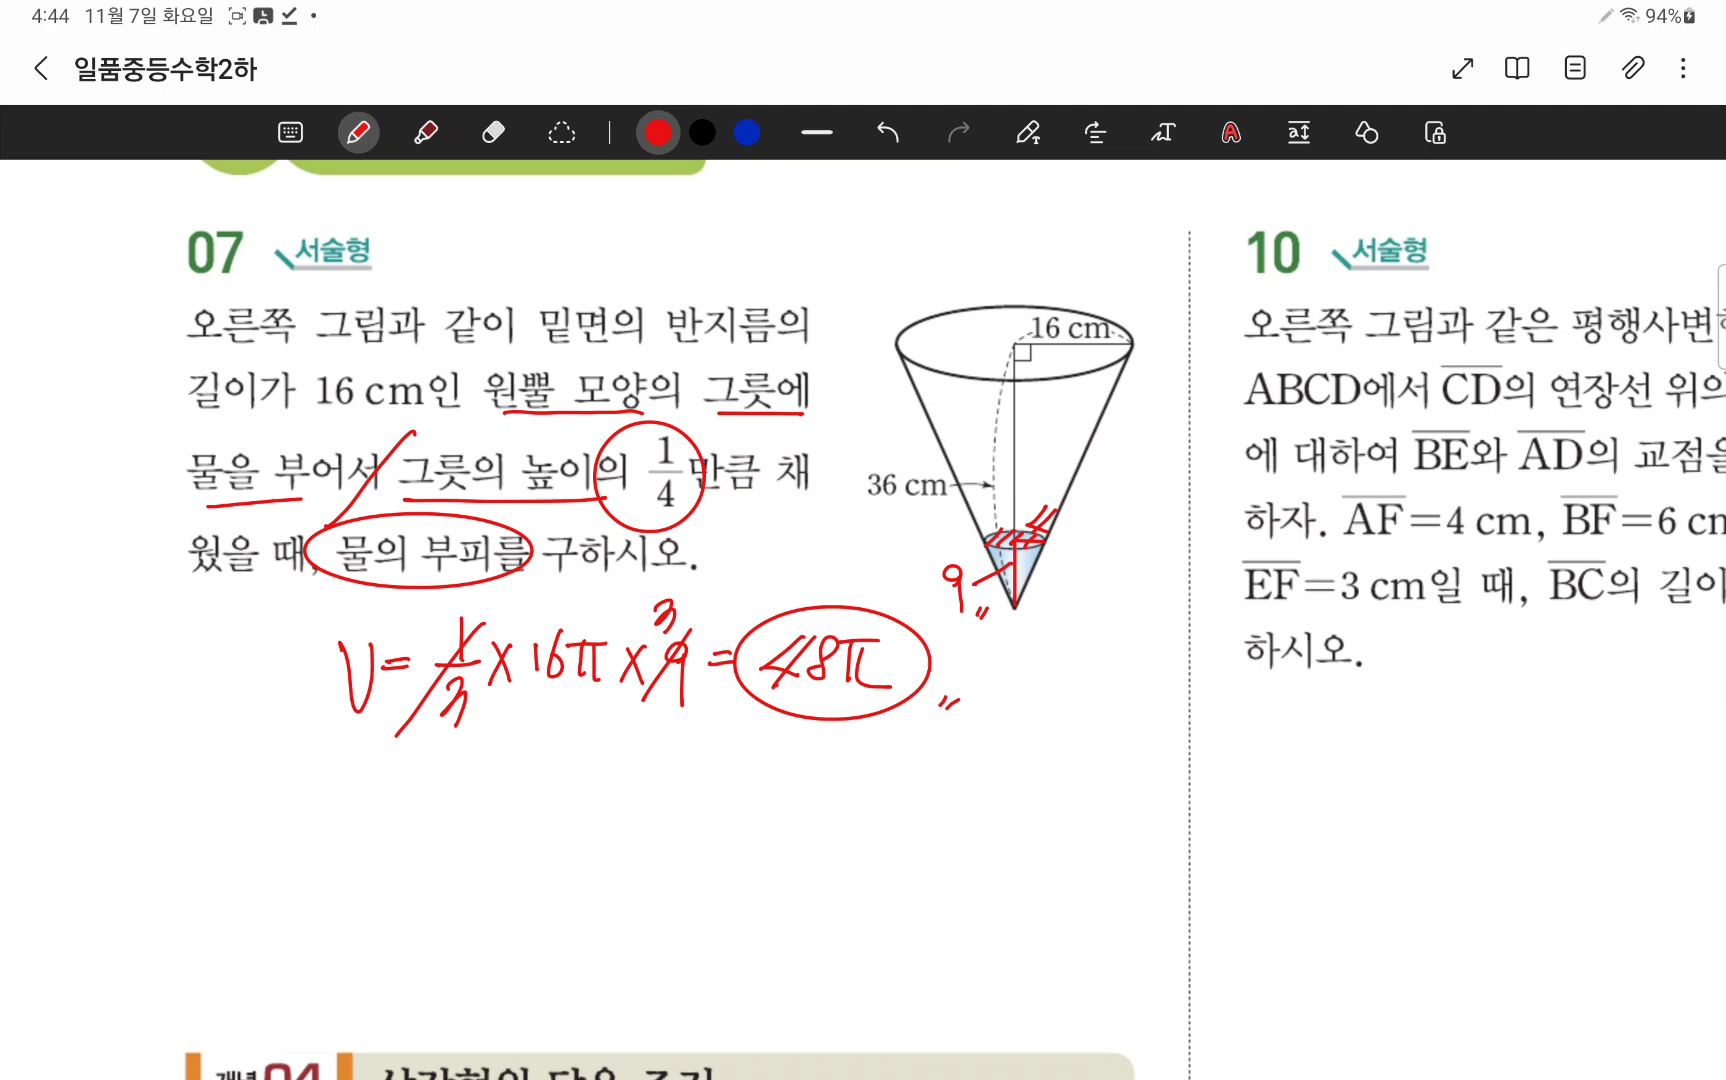 4:44 11월 7일 화요일
94%
일품중등수학2하
07 서술형
오른쪽 그림과 같이 밑면의 반지름의
길이가 16 cm인 원뿔 모양의 그릇에
물을 부어서 그릇의 높이의 1/4만큼 채
웠을 때, 물의 부피를 구하시오.
16 cm
36 cm
9
V = 1/3 × 16π × 9 = 48π
3
10 서술형
오른쪽 그림과 같은 평행사변
ABCD에서 CD의 연장선 위의
에 대하여 BE와 AD의 교점을
하자. AF=4 cm, BF=6 cm
EF=3 cm일 때, BC의 길이
하시오.